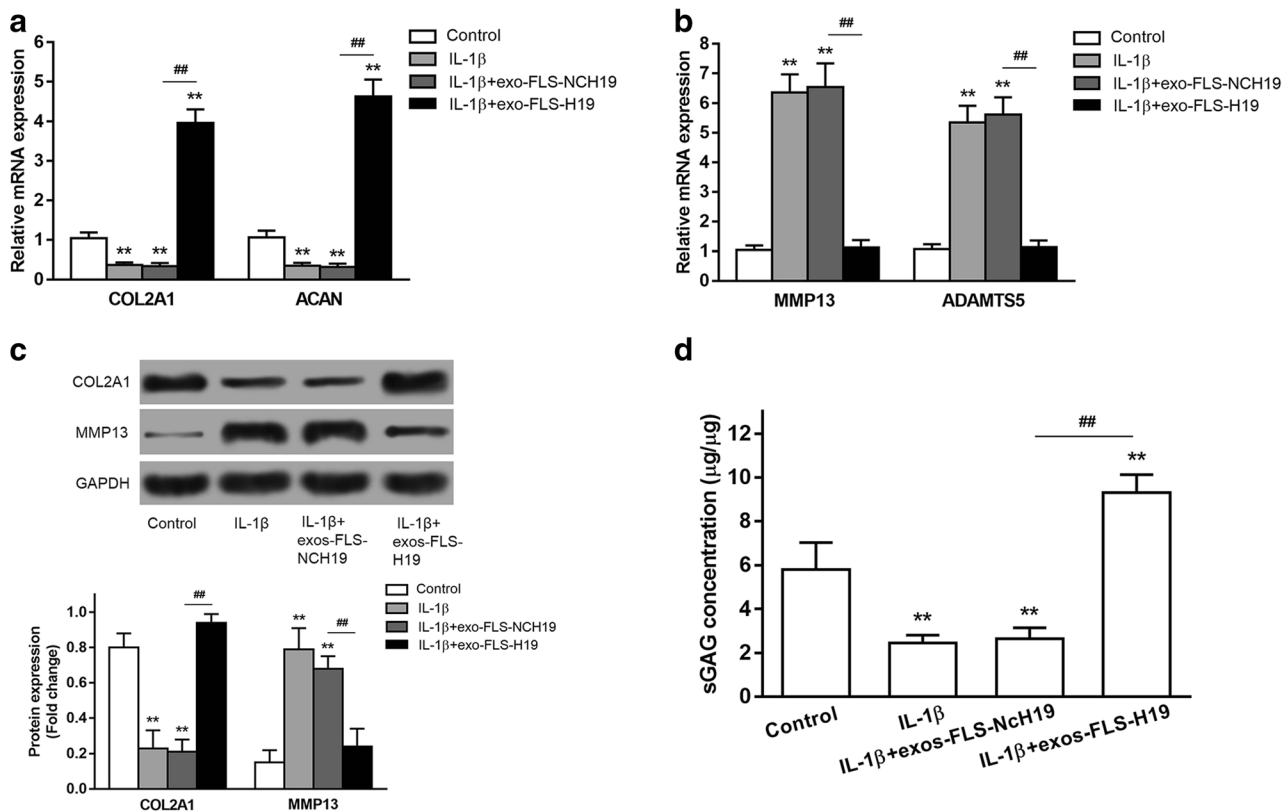 a
Relative mRNA expression
6
5
4
3
2
1
0
**
**
##
**
**
**
##
**
COL2A1
ACAN
Control
IL-1β
IL-1β+exo-FLS-NCH19
IL-1β+exo-FLS-H19
b
Relative mRNA expression
8
7
6
5
4
3
2
1
0
**
**
##
**
**
##
MMP13
ADAMTS5
Control
IL-1β
IL-1β+exo-FLS-NCH19
IL-1β+exo-FLS-H19
c
COL2A1
MMP13
GAPDH
Control
IL-1β
IL-1β+
exos-FLS-
NCH19
IL-1β+
exos-FLS-
H19
Protein expression
(Fold change)
1.0
0.8
0.6
0.4
0.2
0.0
**
**
##
**
**
##
COL2A1
MMP13
Control
IL-1β
IL-1β+exo-FLS-NCH19
IL-1β+exo-FLS-H19
d
sGAG concentration (μg/μg)
12
10
8
6
4
2
0
**
**
##
**
Control
IL-1β
IL-1β+exos-FLS-NcH19
IL-1β+exos-FLS-H19